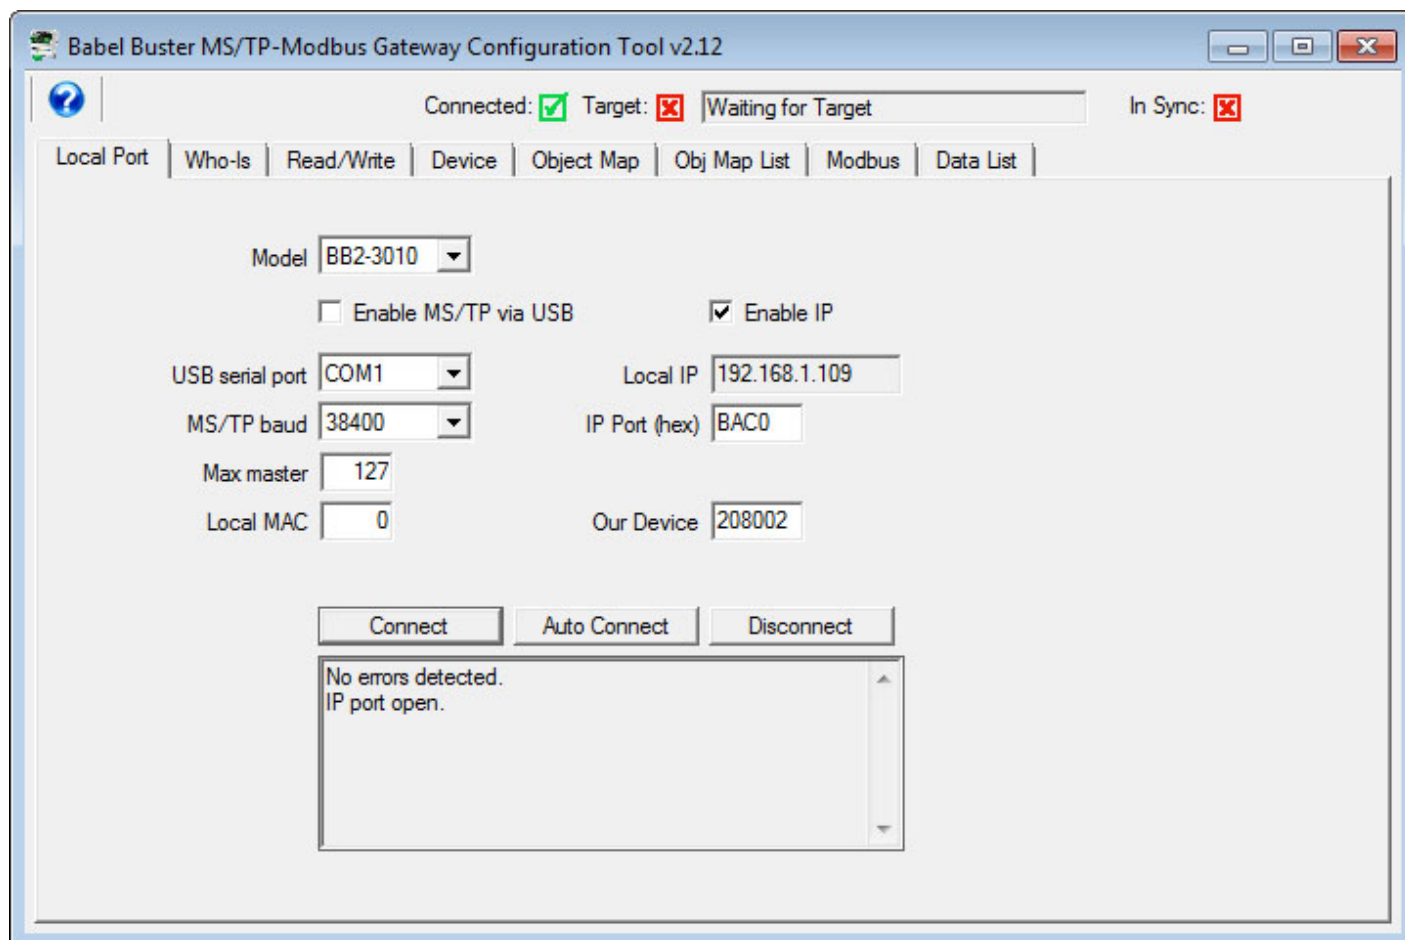 Babel Buster MS/TP-Modbus Gateway Configuration Tool v2.12
Connected: Target: Waiting for Target In Sync:
Local Port Who-Is Read/Write Device Object Map Obj Map List Modbus Data List
Model BB2-3010
Enable MS/TP via USB Enable IP
USB serial port COM1 Local IP 192.168.1.109
MS/TP baud 38400 IP Port (hex) BAC0
Max master 127
Local MAC 0 Our Device 208002
Connect Auto Connect Disconnect
No errors detected.
IP port open.